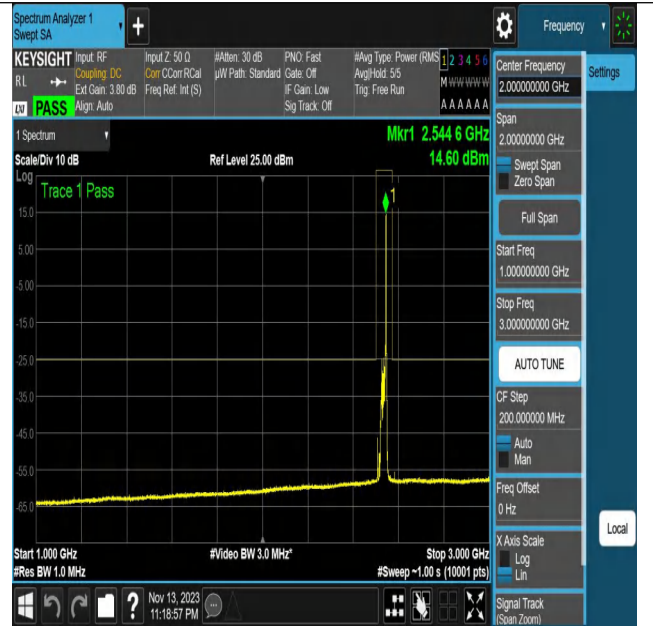 Spectrum Analyzer 1
Swept SA
+
Frequency
KEYSIGHT
RL
LXI
PASS
Input: RF
Coupling: DC
Ext Gain: 3.80 dB
Align: Auto
Input Z: 50 Ω
Corr CCorr RCal
Freq Ref: Int (S)
#Atten: 30 dB
µW Path: Standard
PNO: Fast
Gate: Off
IF Gain: Low
Sig Track: Off
#Avg Type: Power (RMS
Avg|Hold: 5/5
Trig: Free Run
1 2 3 4 5 6
M W W W W W
A A A A A A
1 Spectrum
Scale/Div 10 dB
Ref Level 25.00 dBm
Mkr1 2.544 6 GHz
14.60 dBm
Log
Trace 1 Pass
1
15.0
5.00
-5.00
-15.0
-25.0
-35.0
-45.0
-55.0
-65.0
Start 1.000 GHz
#Video BW 3.0 MHz*
Stop 3.000 GHz
#Res BW 1.0 MHz
#Sweep ~1.00 s (10001 pts)
Center Frequency
2.000000000 GHz
Settings
Span
2.00000000 GHz
Swept Span
Zero Span
Full Span
Start Freq
1.000000000 GHz
Stop Freq
3.000000000 GHz
AUTO TUNE
CF Step
200.000000 MHz
Auto
Man
Freq Offset
0 Hz
X Axis Scale
Log
Lin
Local
Signal Track
(Span Zoom)
?
Nov 13, 2023
11:18:57 PM